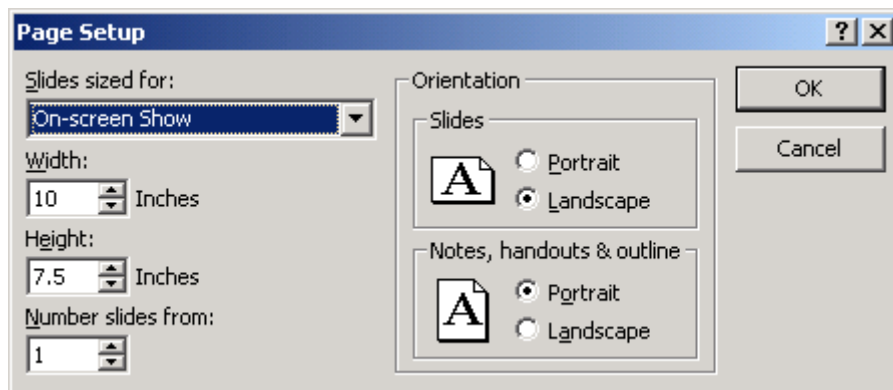 Page Setup
Slides sized for:
On-screen Show
Width:
10 Inches
Height:
7.5 Inches
Number slides from:
1
Orientation
Slides
A
Portrait
Landscape
Notes, handouts & outline
A
Portrait
Landscape
OK
Cancel